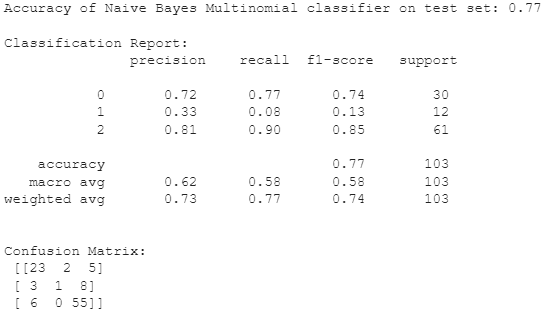 Accuracy of Naive Bayes Multinomial classifier on test set: 0.77
Classification Report:
precision recall f1-score support
0 0.72 0.77 0.74 30
1 0.33 0.08 0.13 12
2 0.81 0.90 0.85 61
accuracy 0.77 103
macro avg 0.62 0.58 0.58 103
weighted avg 0.73 0.77 0.74 103
Confusion Matrix:
[[23 2 5]
[ 3 1 8]
[ 6 0 55]]